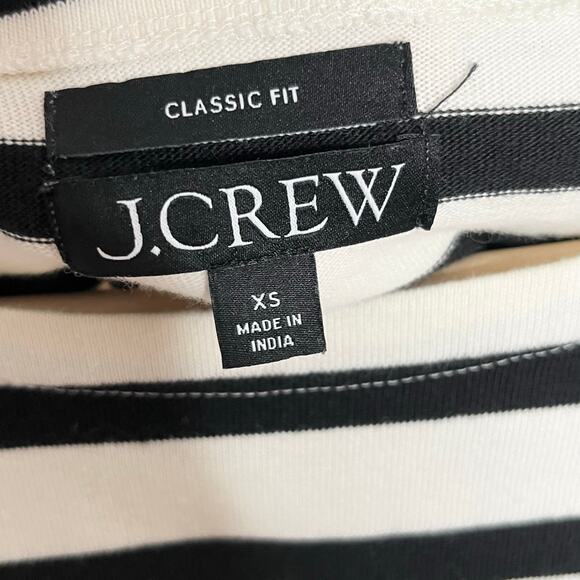 CLASSIC FIT
J.CREW
XS
MADE IN
INDIA